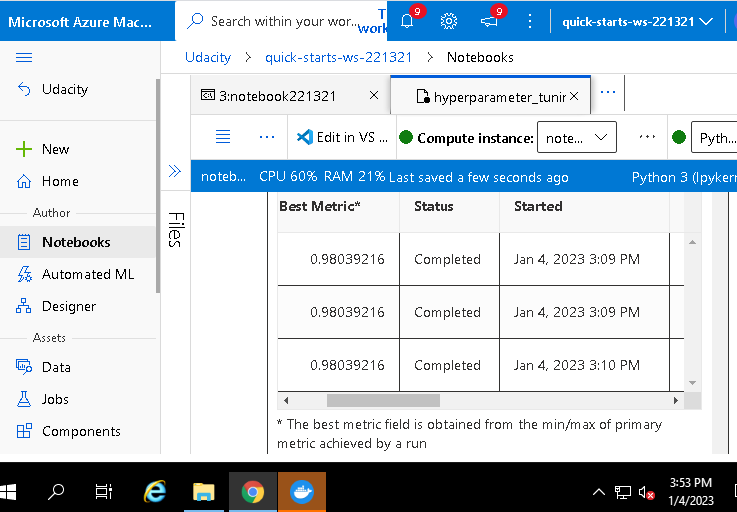 Microsoft Azure Mac...
Search within your wor...
T
work
9
9
quick-starts-ws-221321
Udacity > quick-starts-ws-221321 > Notebooks
Udacity
3:notebook221321
hyperparameter_tunin
New
Home
Edit in VS ...
Compute instance:
note...
Pyth...
noteb...
CPU 60% RAM 21% Last saved a few seconds ago
Python 3 (Ipykern
Files
Author
Notebooks
Automated ML
Designer
Assets
Data
Jobs
Components
Best Metric* Status Started
0.98039216 Completed Jan 4, 2023 3:09 PM
0.98039216 Completed Jan 4, 2023 3:09 PM
0.98039216 Completed Jan 4, 2023 3:10 PM
* The best metric field is obtained from the min/max of primary
metric achieved by a run
3:53 PM
1/4/2023